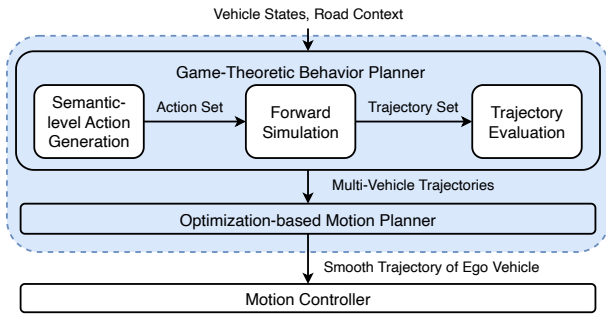 Vehicle States, Road Context
Game-Theoretic Behavior Planner
Semantic-
level Action
Generation
Action Set
Forward
Simulation
Trajectory Set
Trajectory
Evaluation
Multi-Vehicle Trajectories
Optimization-based Motion Planner
Smooth Trajectory of Ego Vehicle
Motion Controller